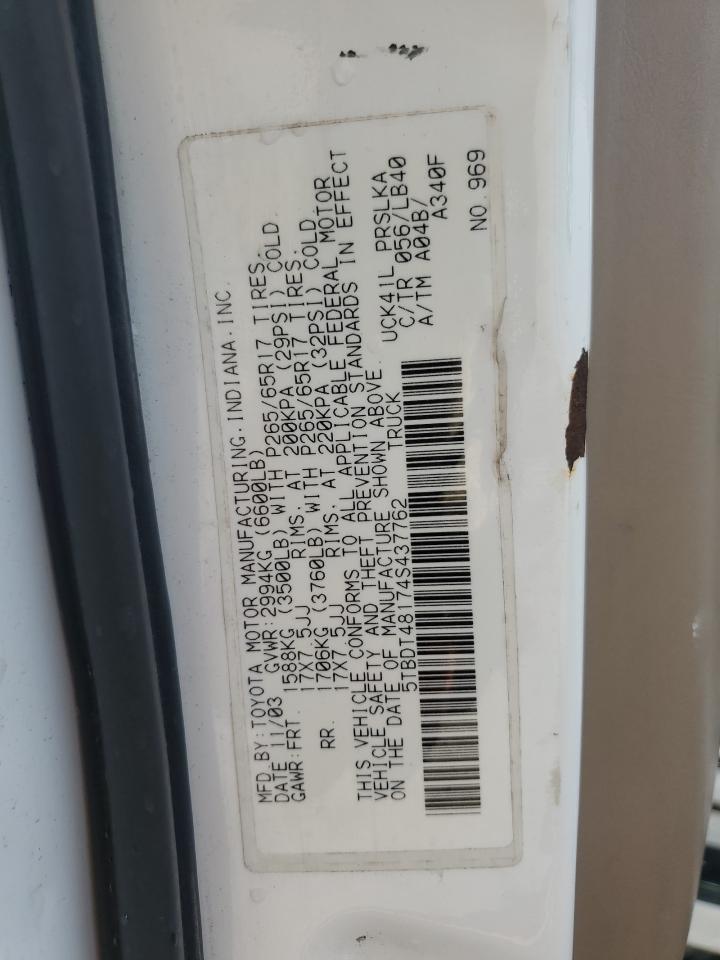 MFD.BY:TOYOTA MOTOR MANUFACTURING.INDIANA.INC.
DATE 11/03 GVWR:2994KG (6600LB)
GAWR:FRT. 1588KG (3500LB) WITH P265/65R17 TIRES.
17X7.5JJ RIMS. AT 200KPA (29PSI) COLD
RR. 1706KG (3760LB) WITH P265/65R17 TIRES.
17X7.5JJ RIMS. AT 220KPA (32PSI) COLD
THIS VEHICLE CONFORMS TO ALL APPLICABLE FEDERAL MOTOR
VEHICLE SAFETY AND THEFT PREVENTION STANDARDS IN EFFECT
ON THE DATE OF MANUFACTURE SHOWN ABOVE.
5TBDT48174S437762 TRUCK
UCK41L PRSLKA
C/TR 056/LB40
A/TM A04B/
A340F
NO.969